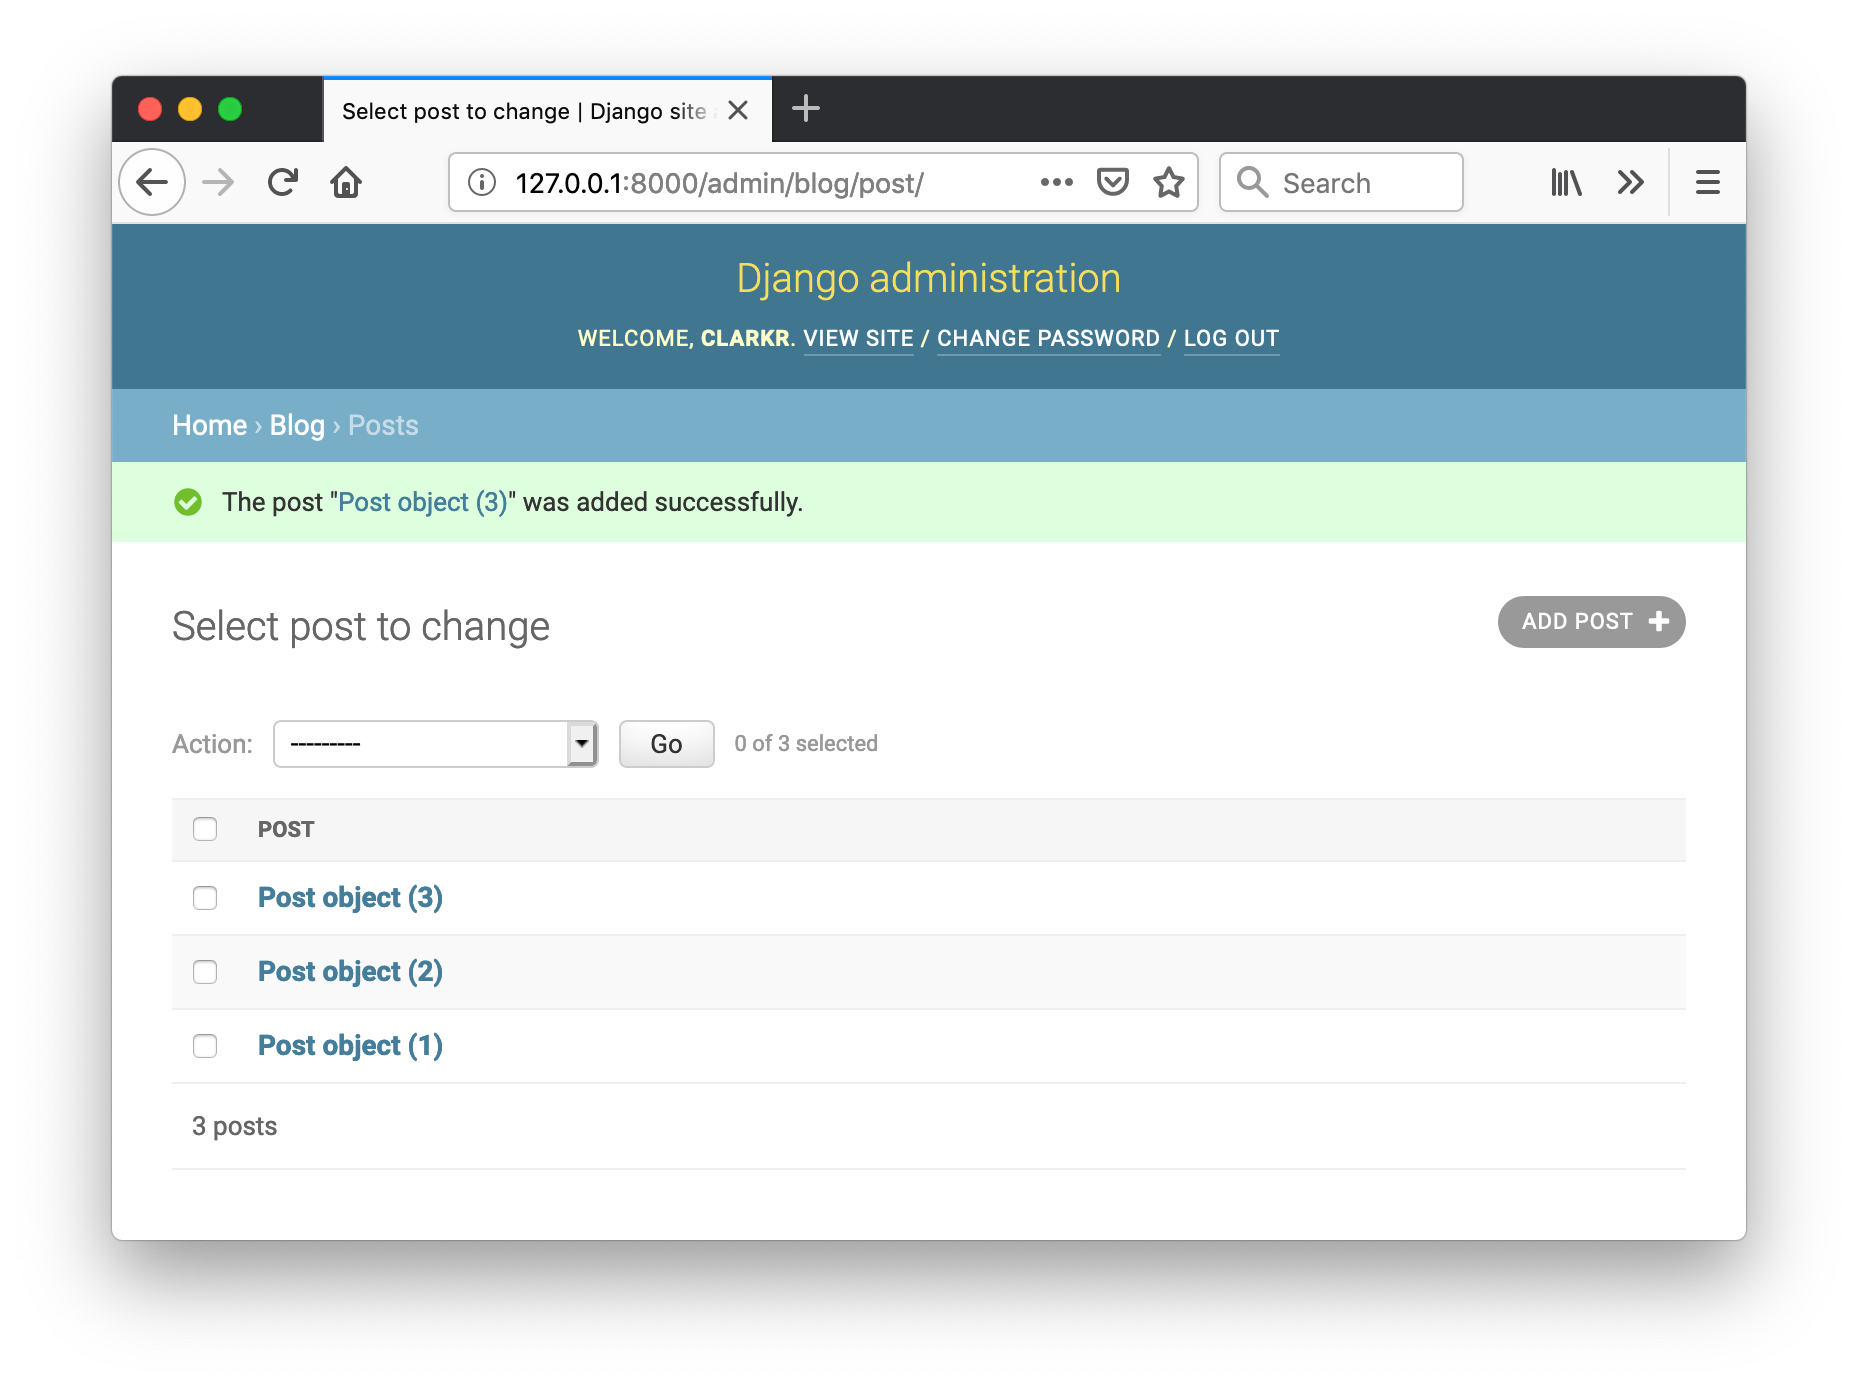 Select post to change | Django site
127.0.0.1:8000/admin/blog/post/
Search
Django administration
WELCOME, CLARKR. VIEW SITE / CHANGE PASSWORD / LOG OUT
Home › Blog › Posts
The post "Post object (3)" was added successfully.
Select post to change
ADD POST
Action:
---------
Go
0 of 3 selected
POST
Post object (3)
Post object (2)
Post object (1)
3 posts